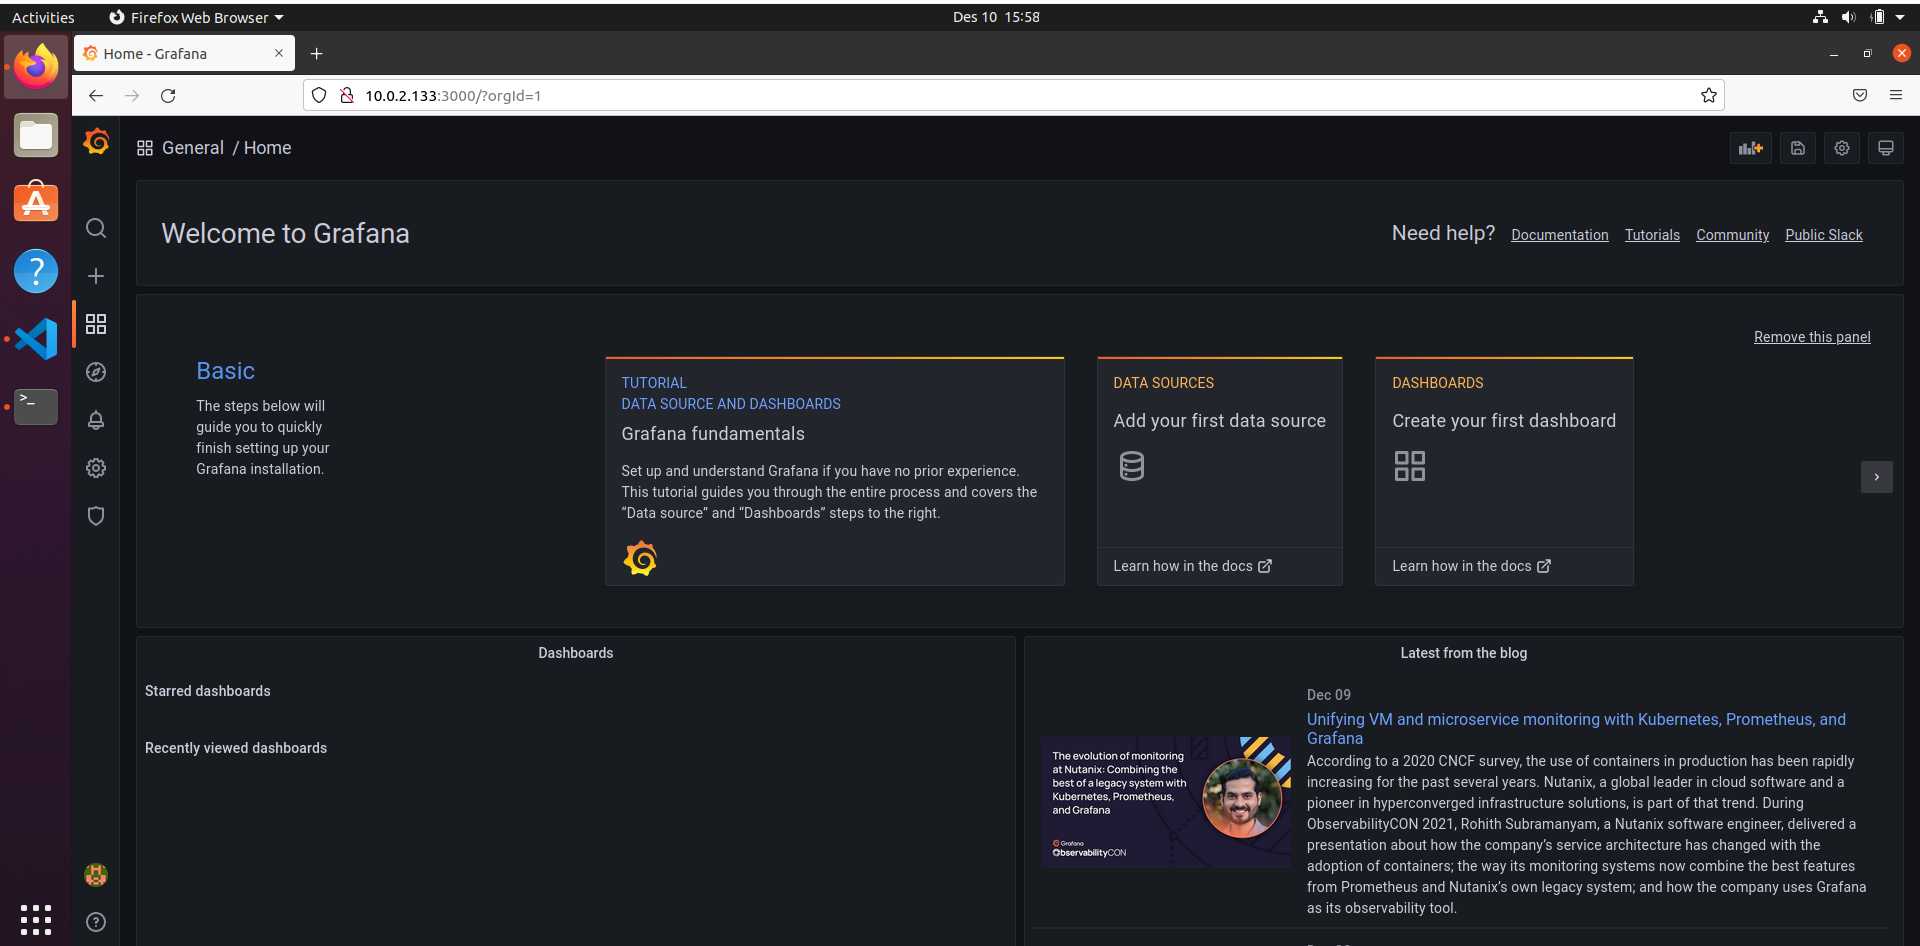 Activities
Firefox Web Browser
Des 10 15:58
Home - Grafana
10.0.2.133:3000/?orgId=1
General / Home
Welcome to Grafana
Need help?
Documentation
Tutorials
Community
Public Slack
Remove this panel
Basic
The steps below will
guide you to quickly
finish setting up your
Grafana installation.
TUTORIAL
DATA SOURCE AND DASHBOARDS
Grafana fundamentals
Set up and understand Grafana if you have no prior experience.
This tutorial guides you through the entire process and covers the
“Data source” and “Dashboards” steps to the right.
DATA SOURCES
Add your first data source
Learn how in the docs
DASHBOARDS
Create your first dashboard
Learn how in the docs
Dashboards
Starred dashboards
Recently viewed dashboards
Latest from the blog
The evolution of monitoring
at Nutanix: Combining the
best of a legacy system with
Kubernetes, Prometheus,
and Grafana
Grafana
ObservabilityCON
Dec 09
Unifying VM and microservice monitoring with Kubernetes, Prometheus, and
Grafana
According to a 2020 CNCF survey, the use of containers in production has been rapidly
increasing for the past several years. Nutanix, a global leader in cloud software and a
pioneer in hyperconverged infrastructure solutions, is part of that trend. During
ObservabilityCON 2021, Rohith Subramanyam, a Nutanix software engineer, delivered a
presentation about how the company’s service architecture has changed with the
adoption of containers; the way its monitoring systems now combine the best features
from Prometheus and Nutanix’s own legacy system; and how the company uses Grafana
as its observability tool.